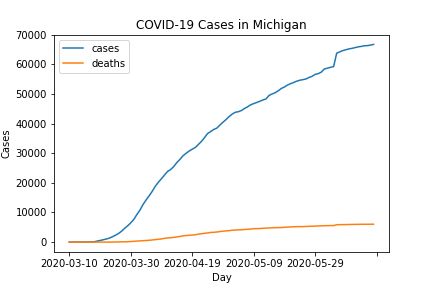 COVID-19 Cases in Michigan
70000
60000
50000
40000
30000
20000
10000
0
Cases
cases
deaths
2020-03-10 2020-03-30 2020-04-19 2020-05-09 2020-05-29
Day